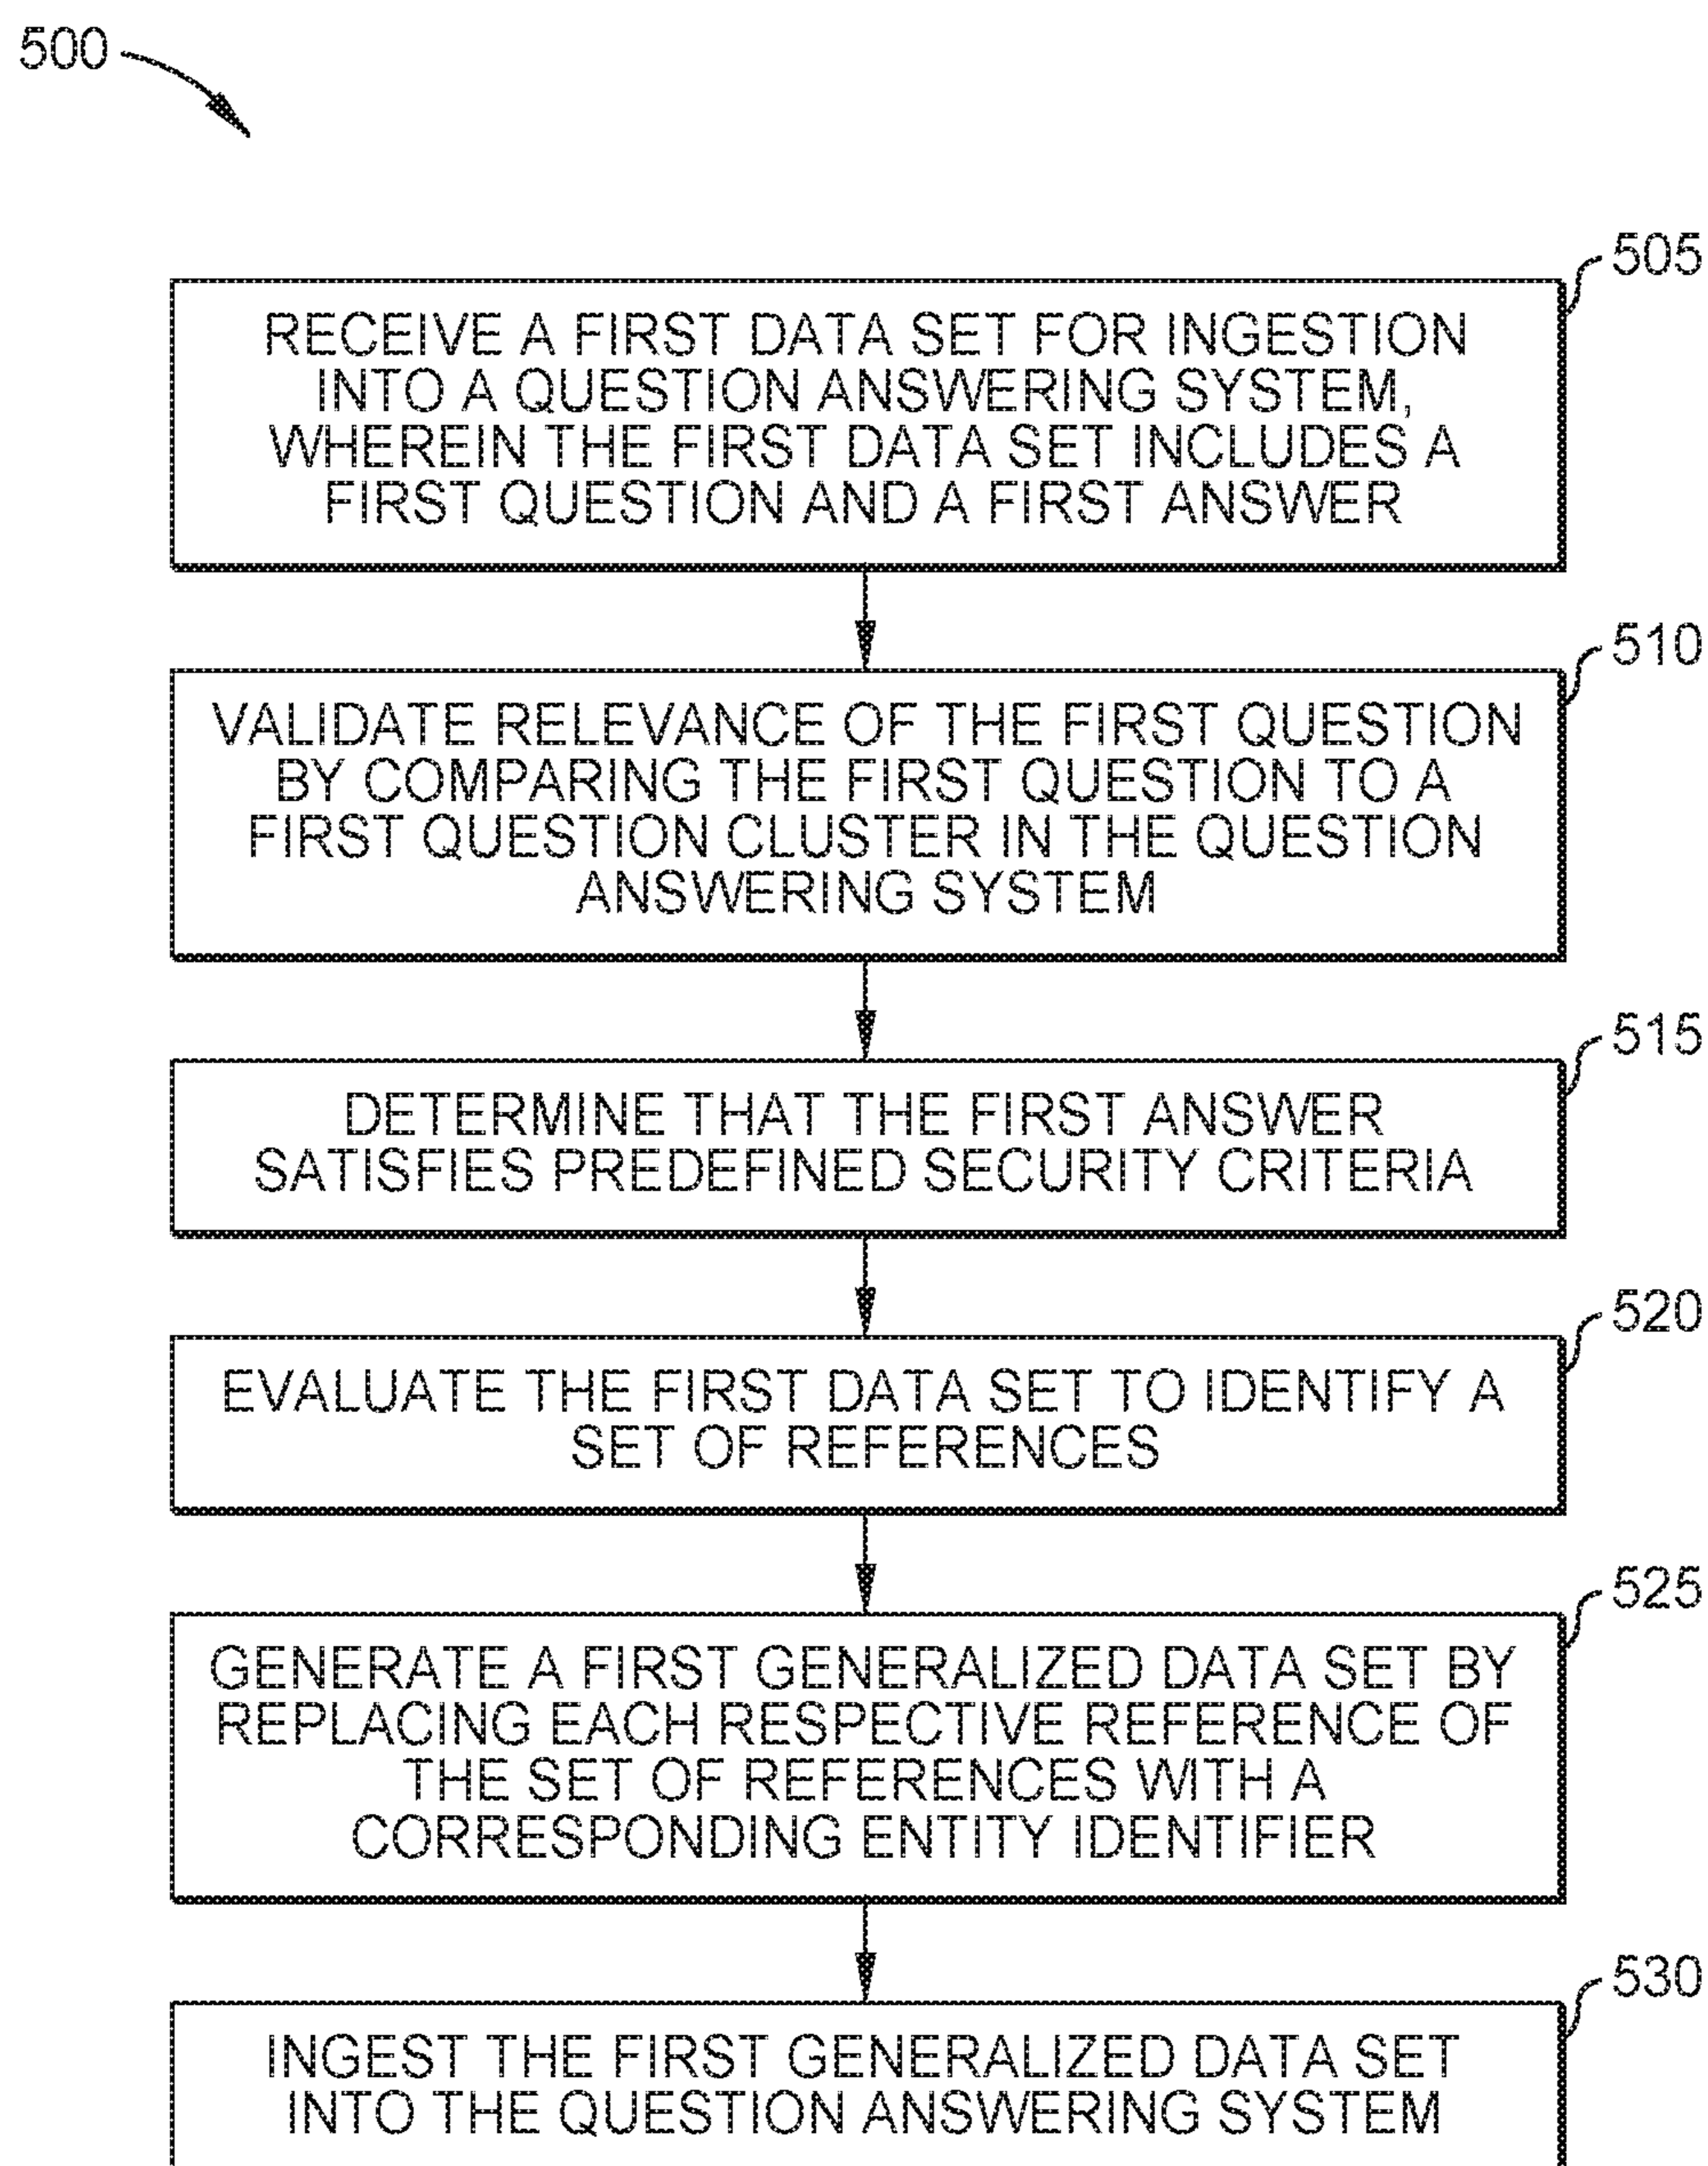 500
505
RECEIVE A FIRST DATA SET FOR INGESTION
INTO A QUESTION ANSWERING SYSTEM,
WHEREIN THE FIRST DATA SET INCLUDES A
FIRST QUESTION AND A FIRST ANSWER
510
VALIDATE RELEVANCE OF THE FIRST QUESTION
BY COMPARING THE FIRST QUESTION TO A
FIRST QUESTION CLUSTER IN THE QUESTION
ANSWERING SYSTEM
515
DETERMINE THAT THE FIRST ANSWER
SATISFIES PREDEFINED SECURITY CRITERIA
520
EVALUATE THE FIRST DATA SET TO IDENTIFY A
SET OF REFERENCES
525
GENERATE A FIRST GENERALIZED DATA SET BY
REPLACING EACH RESPECTIVE REFERENCE OF
THE SET OF REFERENCES WITH A
CORRESPONDING ENTITY IDENTIFIER
530
INGEST THE FIRST GENERALIZED DATA SET
INTO THE QUESTION ANSWERING SYSTEM